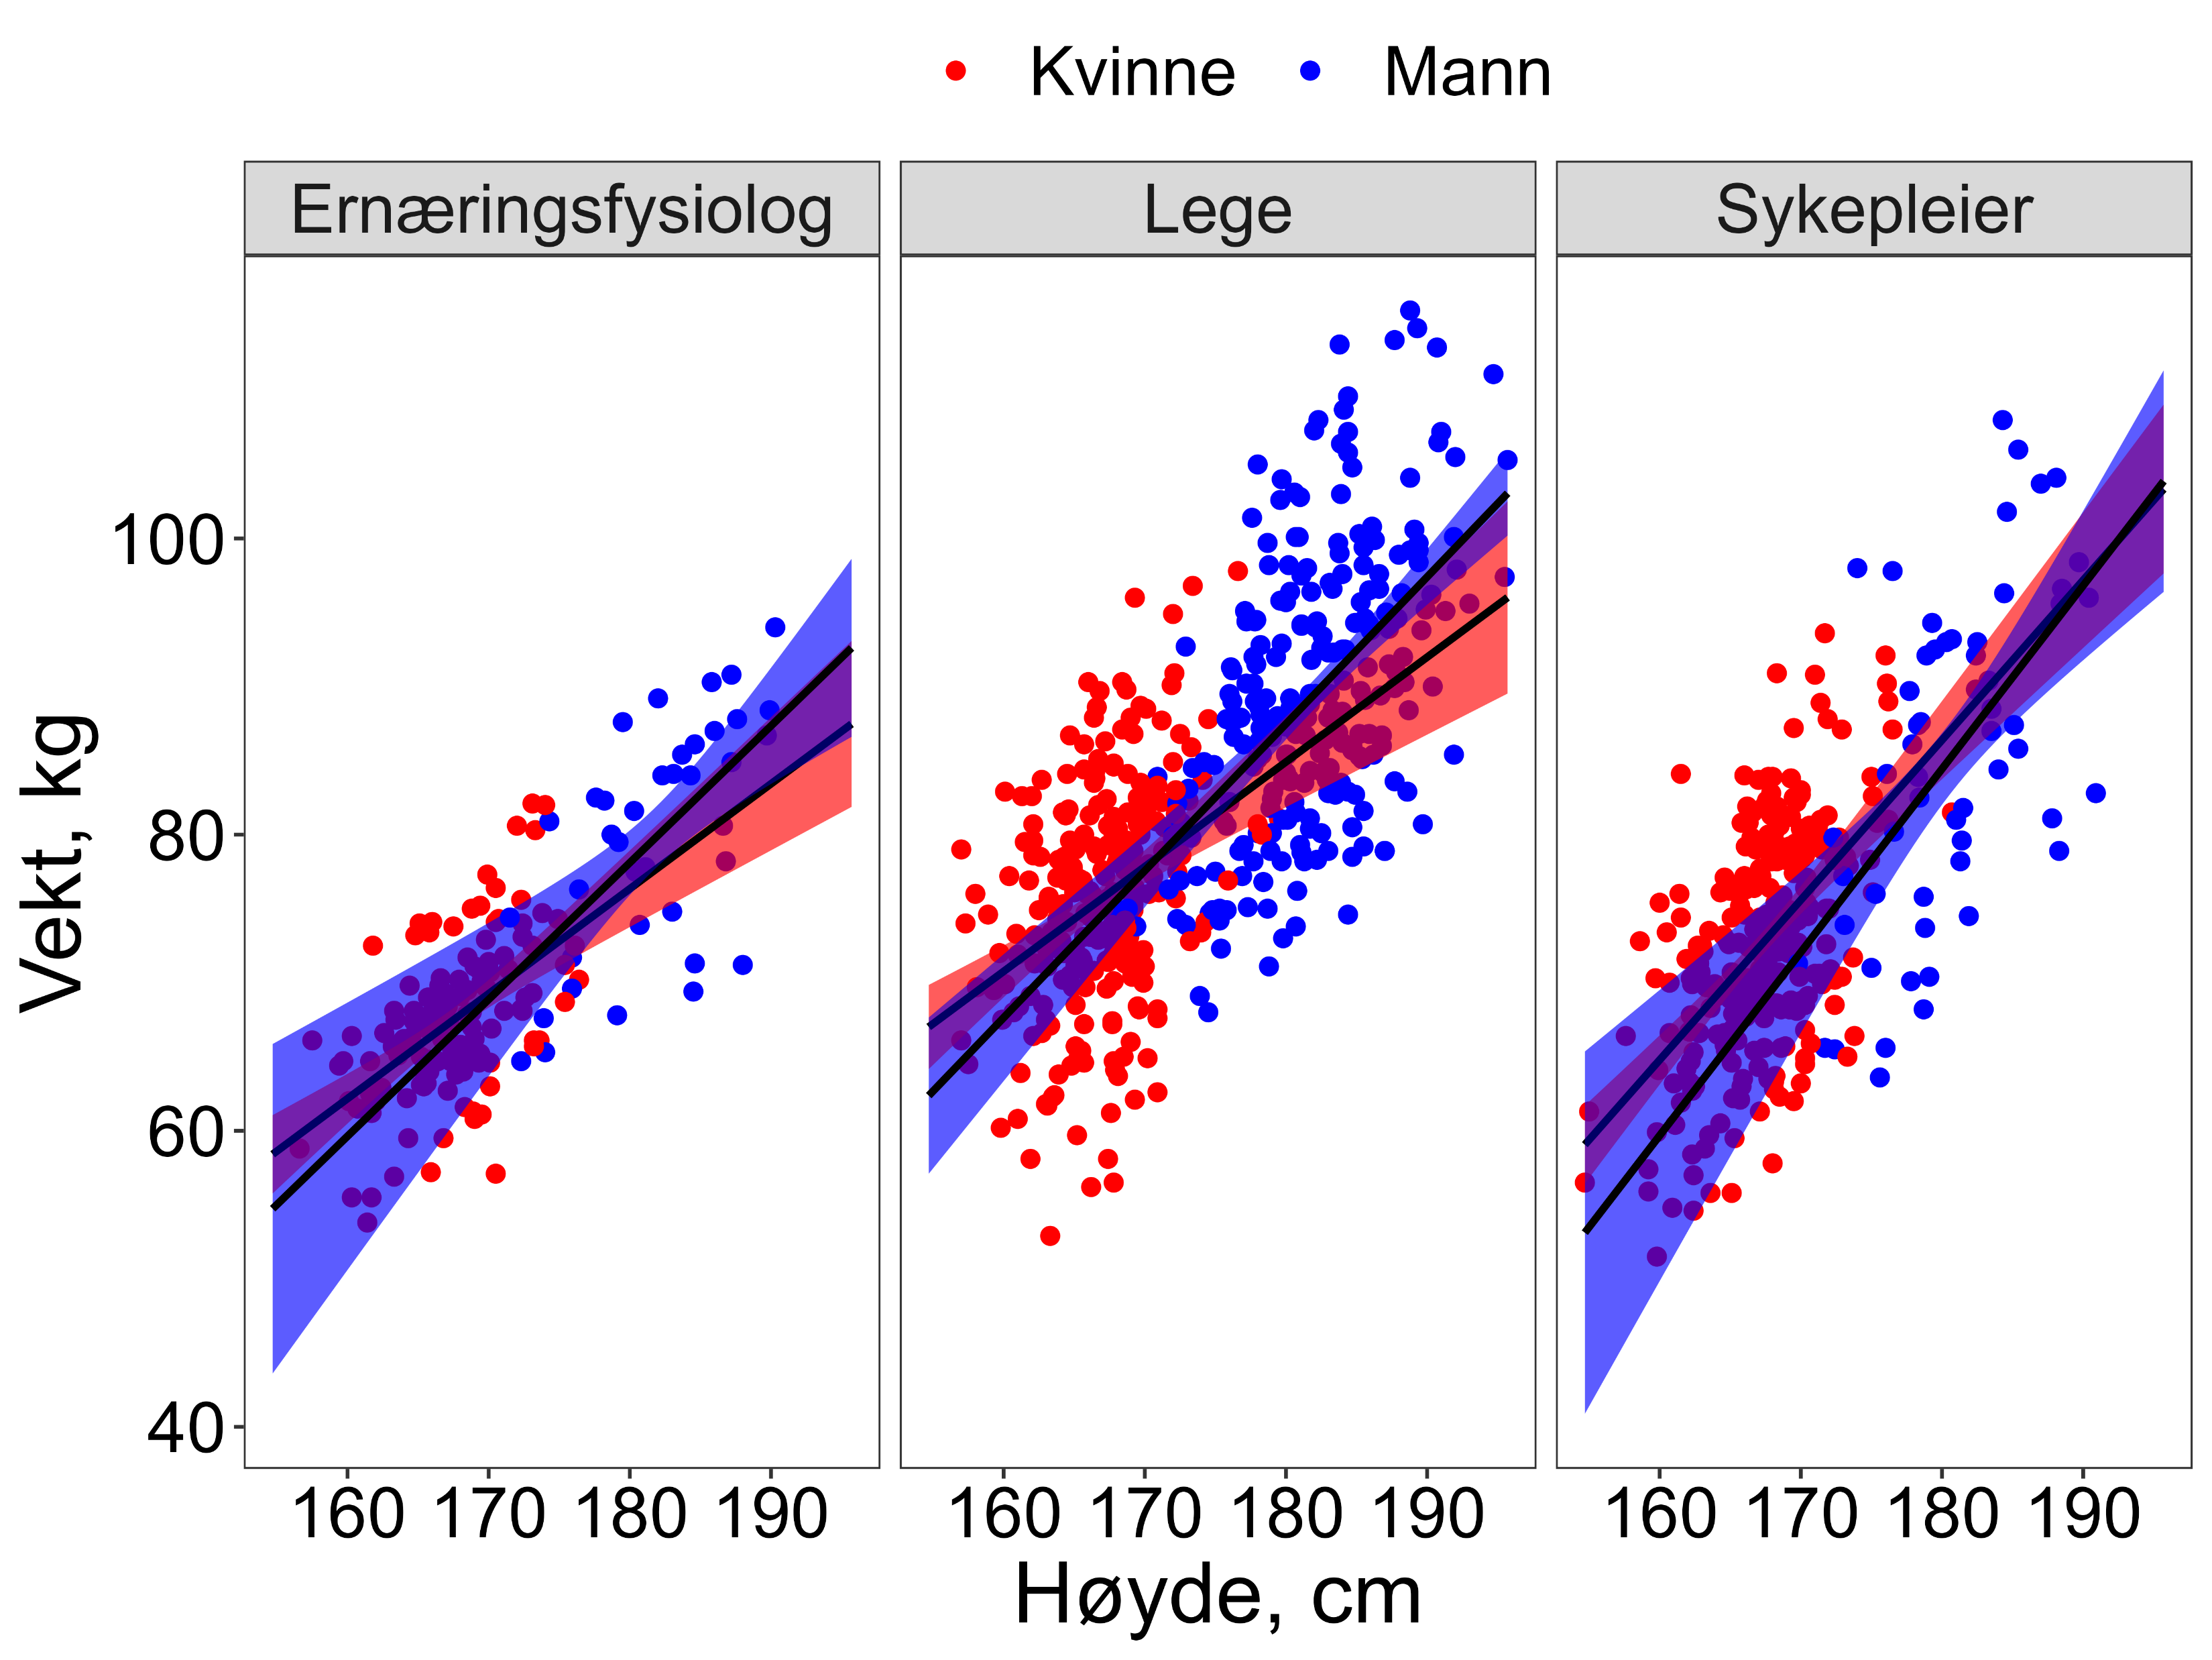 Kvinne Mann
Ernæringsfysiolog Lege Sykepleier
Vekt, kg
100
80
60
40
160 170 180 190 160 170 180 190 160 170 180 190
Høyde, cm